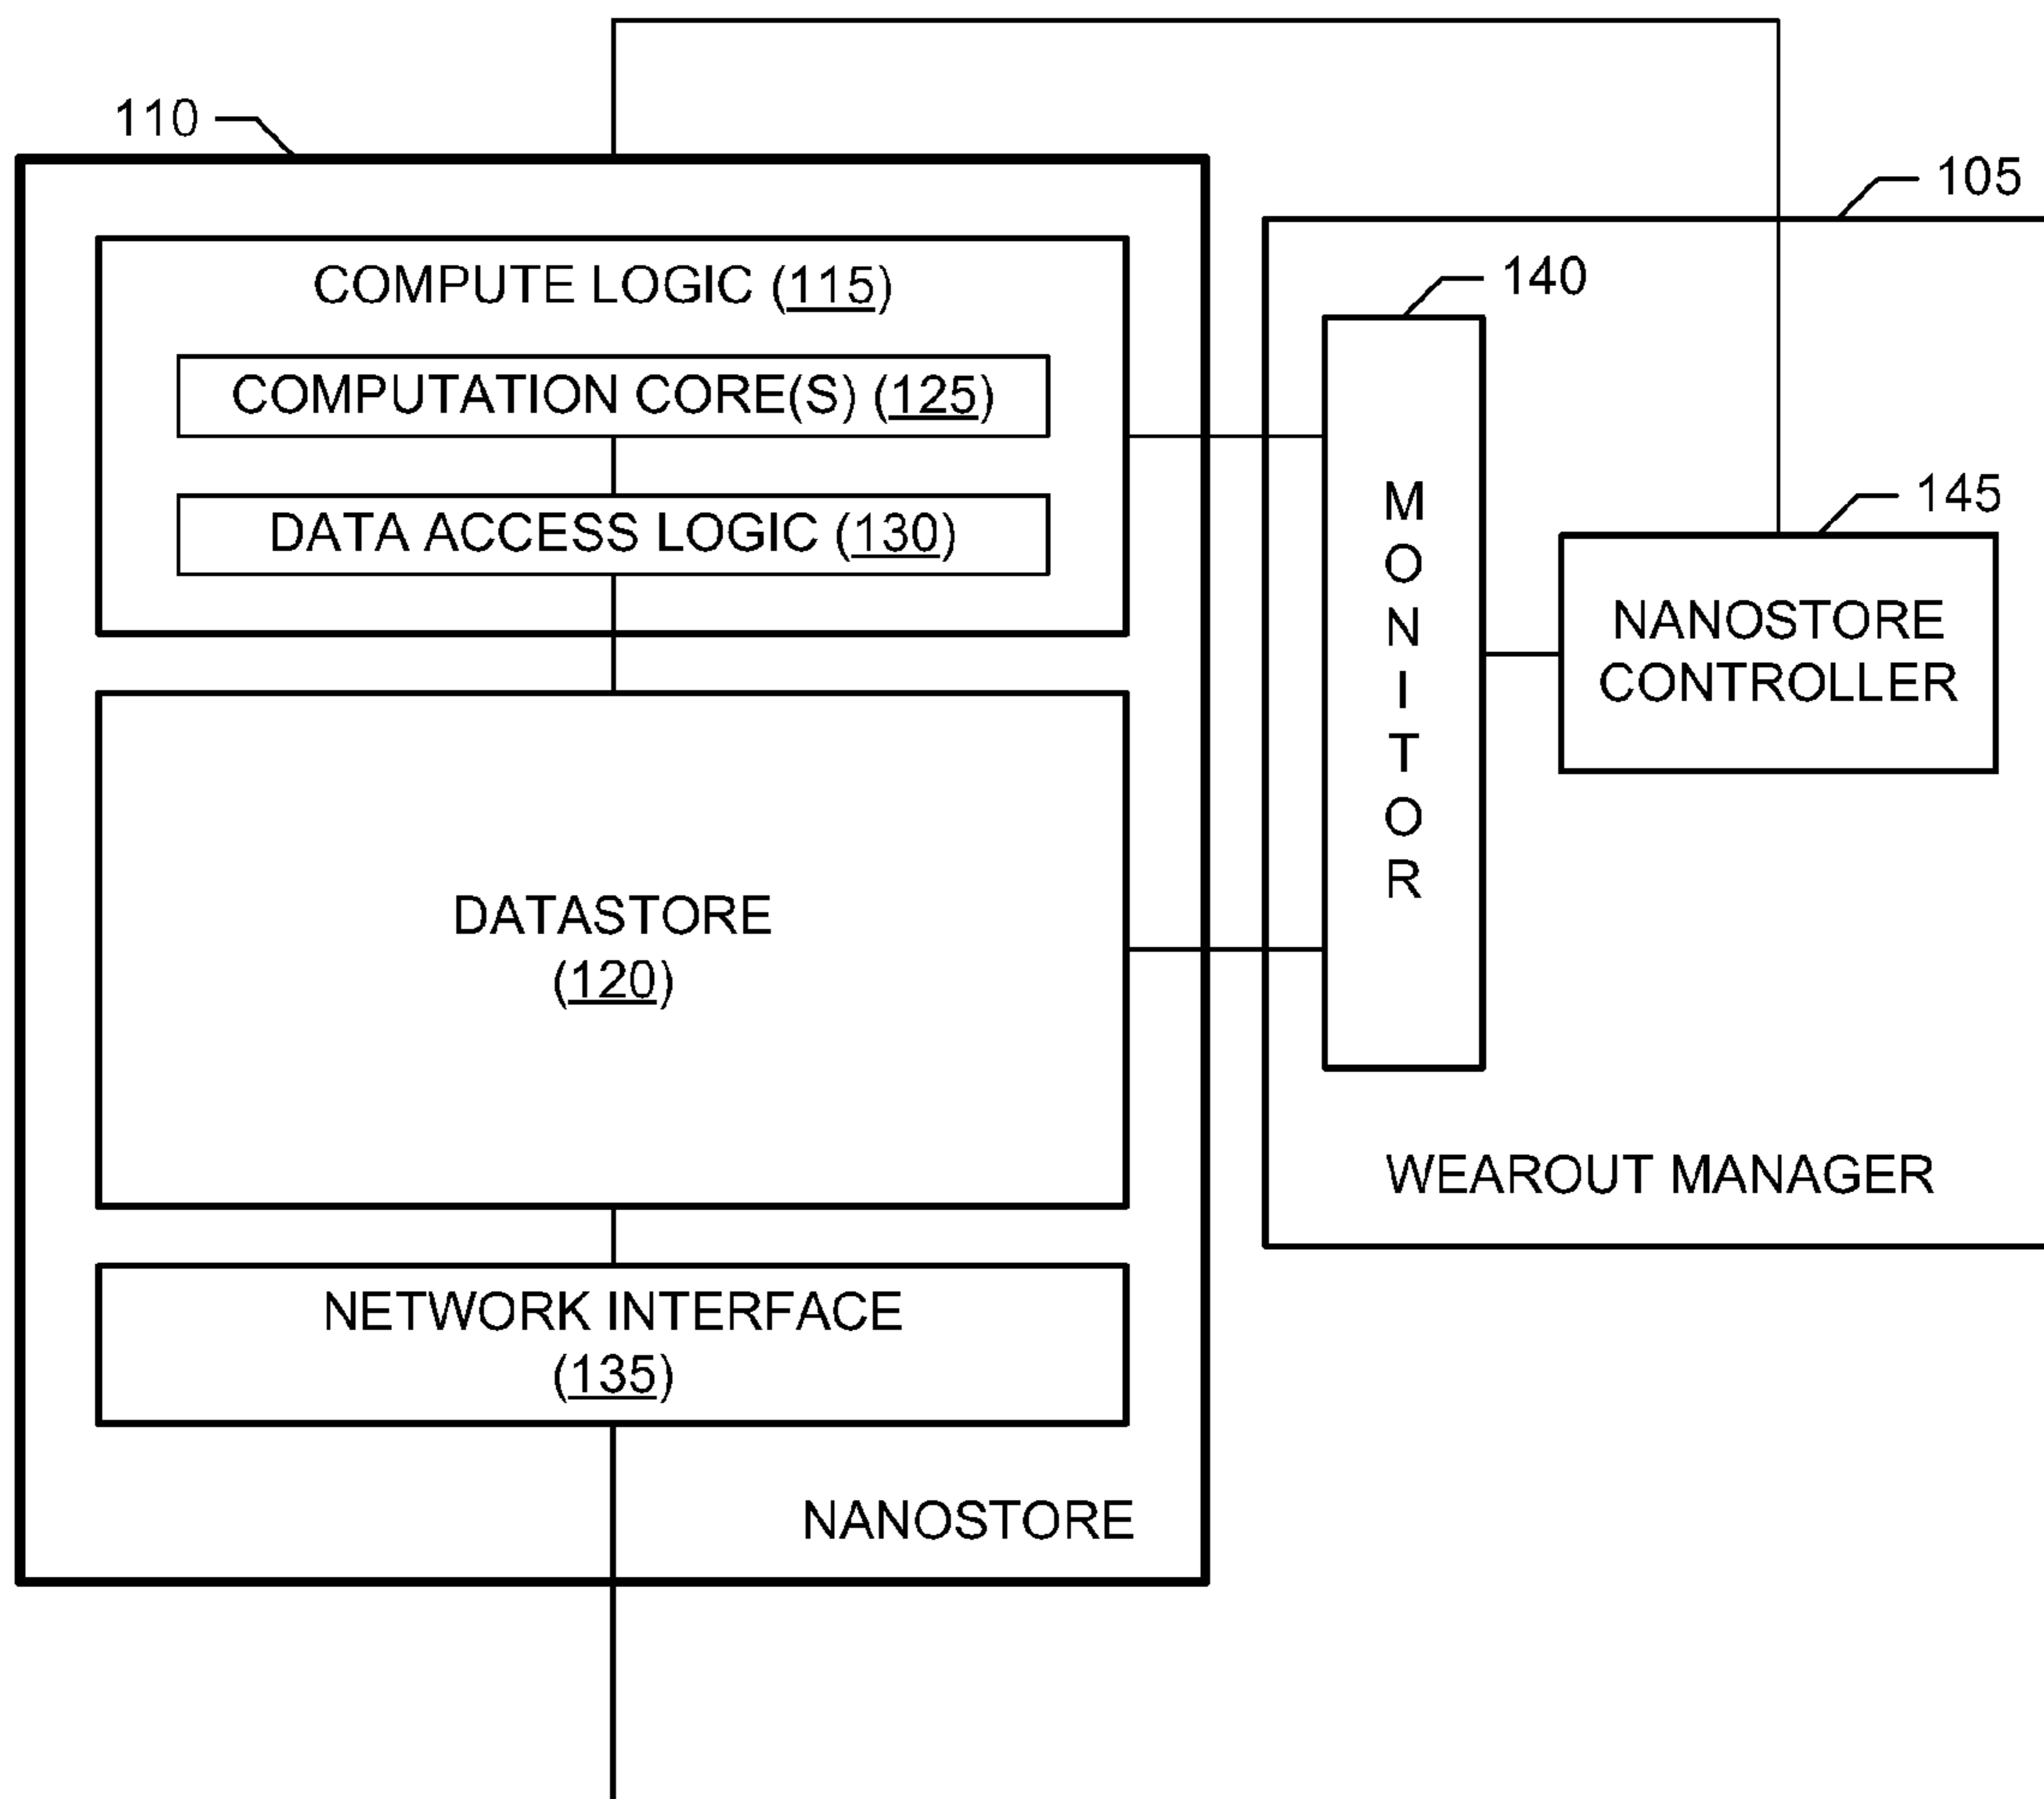 110
105
COMPUTE LOGIC (115)
140
COMPUTATION CORE(S) (125)
DATA ACCESS LOGIC (130)
MONITOR
145
NANOSTORE
CONTROLLER
DATASTORE
(120)
WEAROUT MANAGER
NETWORK INTERFACE
(135)
NANOSTORE